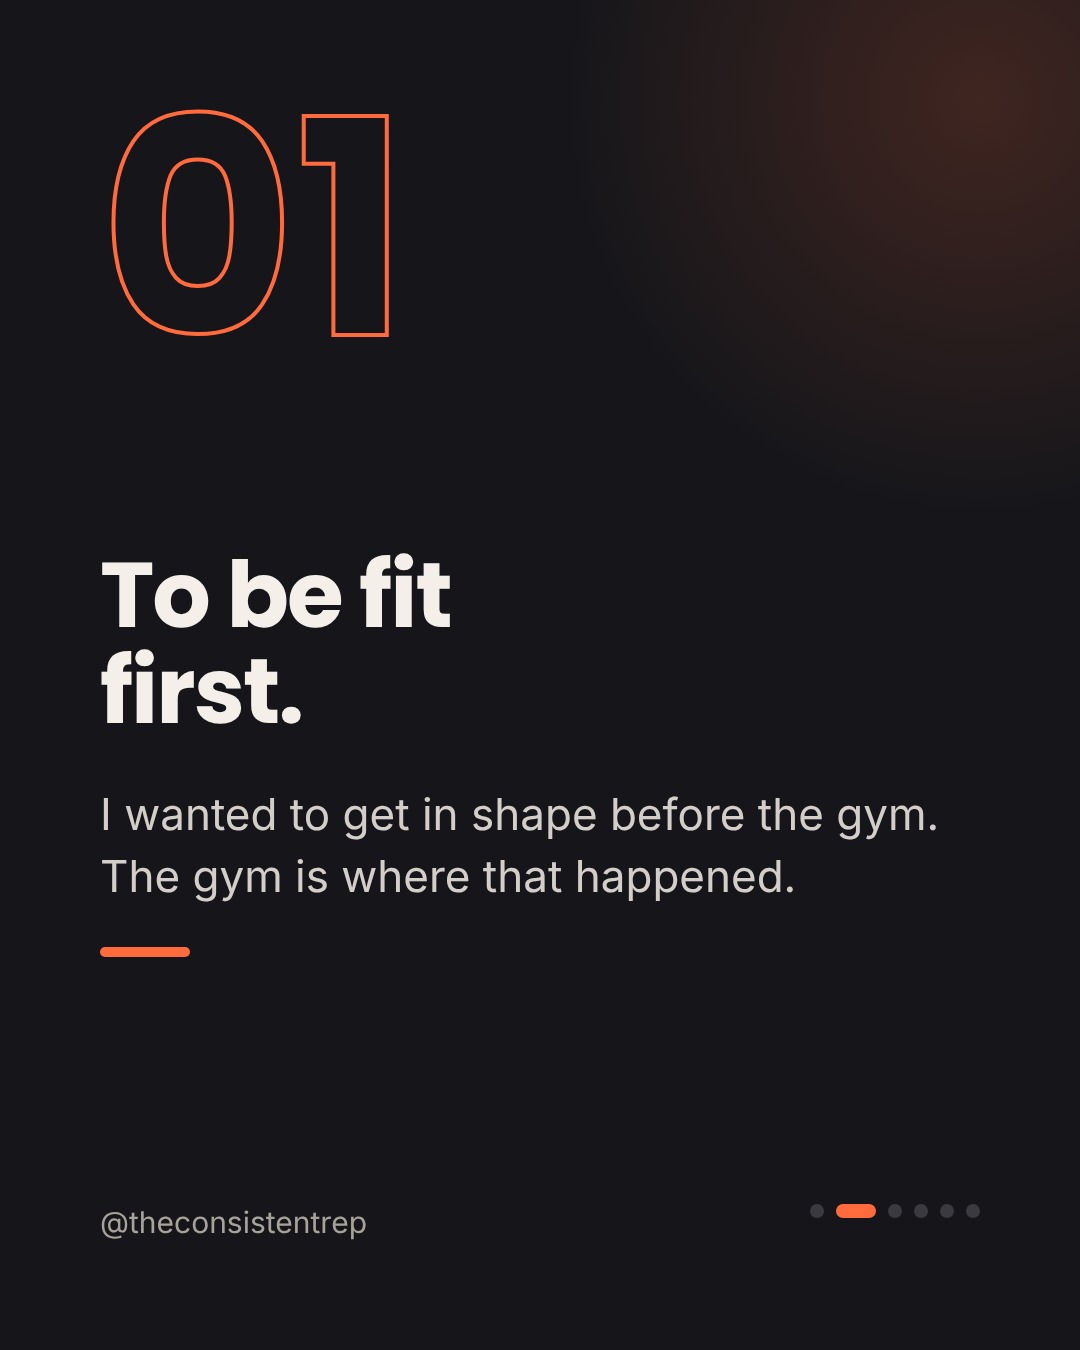 01
To be fit
first.
I wanted to get in shape before the gym.
The gym is where that happened.
@theconsistentrep